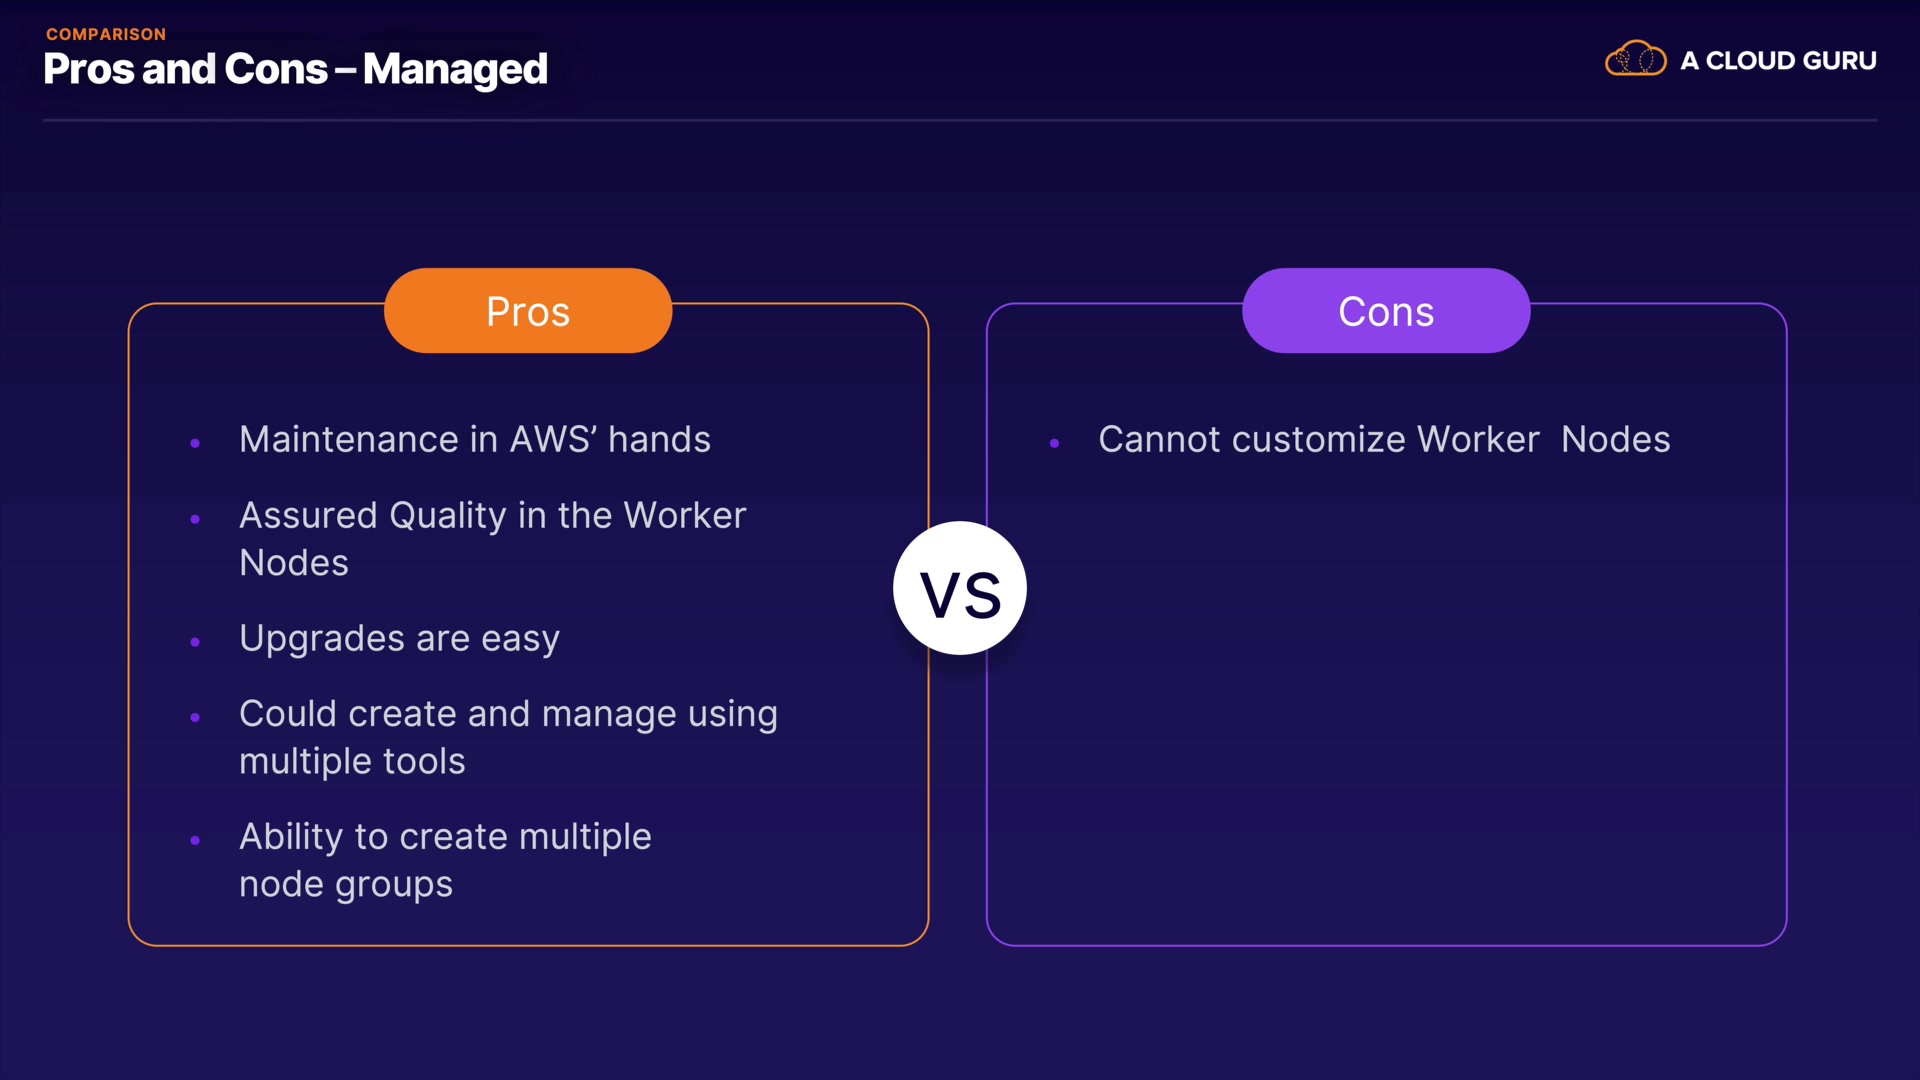 COMPARISON
Pros and Cons – Managed
A CLOUD GURU
Pros
• Maintenance in AWS’ hands
• Assured Quality in the Worker
Nodes
• Upgrades are easy
• Could create and manage using
multiple tools
• Ability to create multiple
node groups
VS
Cons
• Cannot customize Worker  Nodes